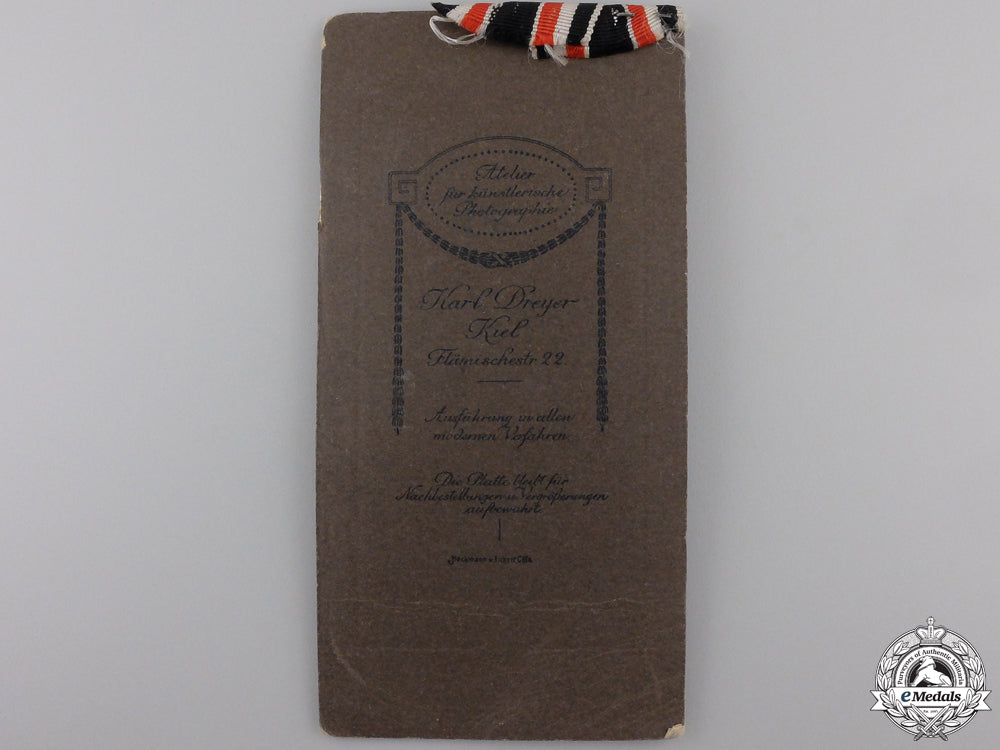 Atelier
für künstlerische
Photographie
Karl Dreyer
Kiel
Flämischestr. 22.
Ausführung in allen
modernen Verfahren.
Die Platte bleibt für
Nachbestellungen u. Vergrößerungen
aufbewahrt.
Purveyors of Authentic Militaria
eMedals